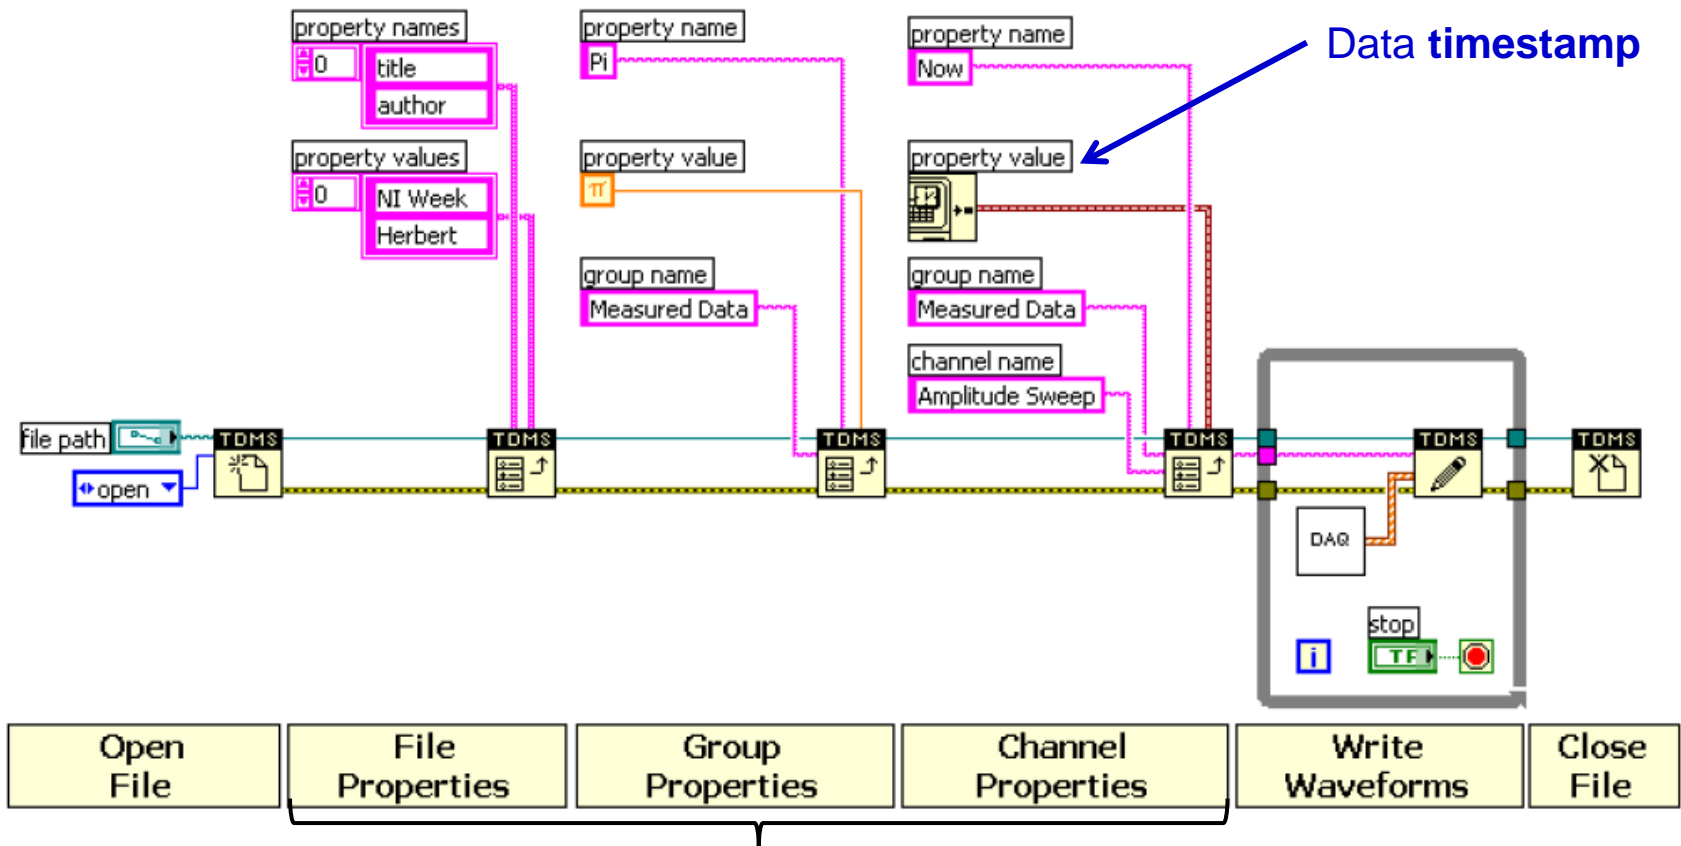 Data timestamp
property names
0
title
author
property values
0
NI Week
Herbert
property name
Pi
property value
π
group name
Measured Data
property name
Now
property value
group name
Measured Data
channel name
Amplitude Sweep
file path
open
TDMS
TDMS
TDMS
TDMS
TDMS
TDMS
DAQ
stop
TF
i
Open
File
File
Properties
Group
Properties
Channel
Properties
Write
Waveforms
Close
File